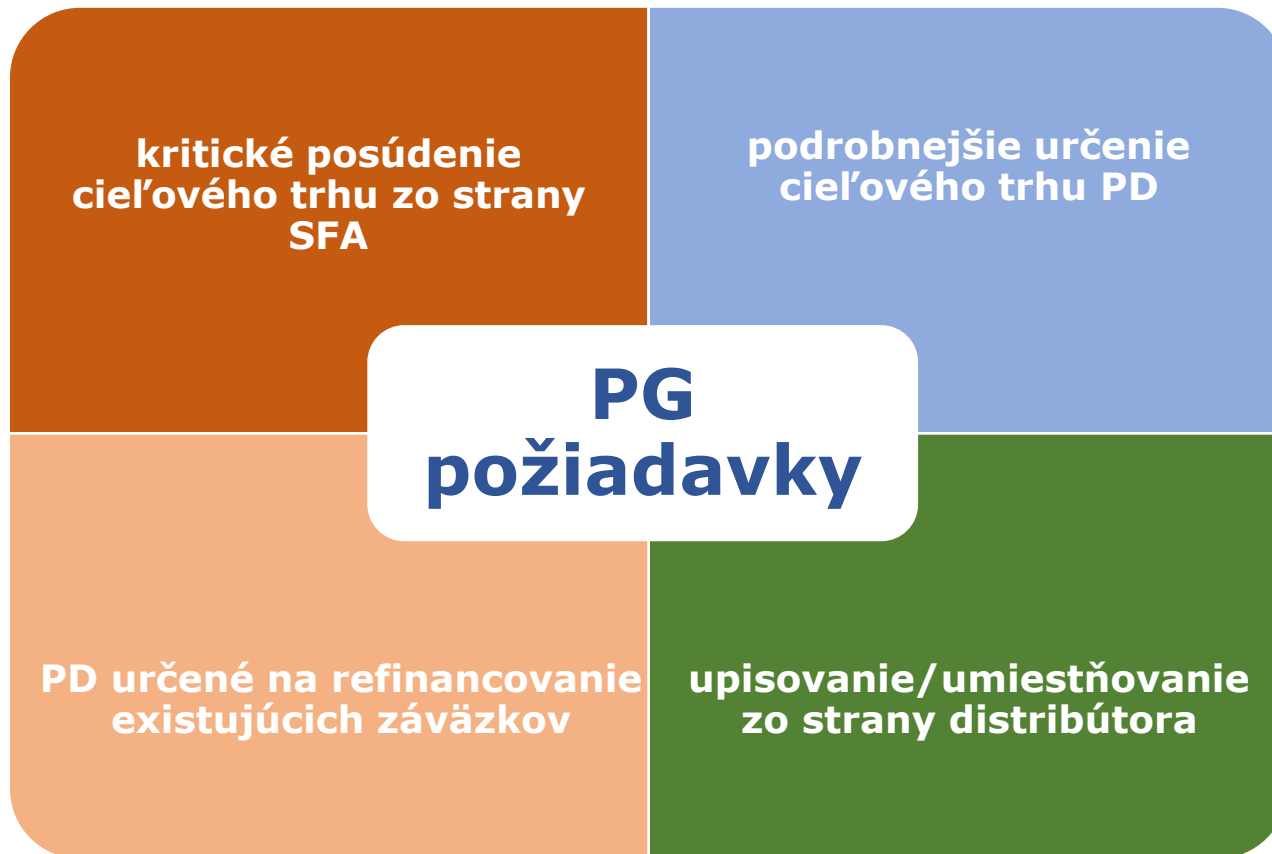 kritické posúdenie
cieľového trhu zo strany
SFA
podrobnejšie určenie
cieľového trhu PD
PG
požiadavky
PD určené na refinancovanie
existujúcich záväzkov
upisovanie/umiestňovanie
zo strany distribútora